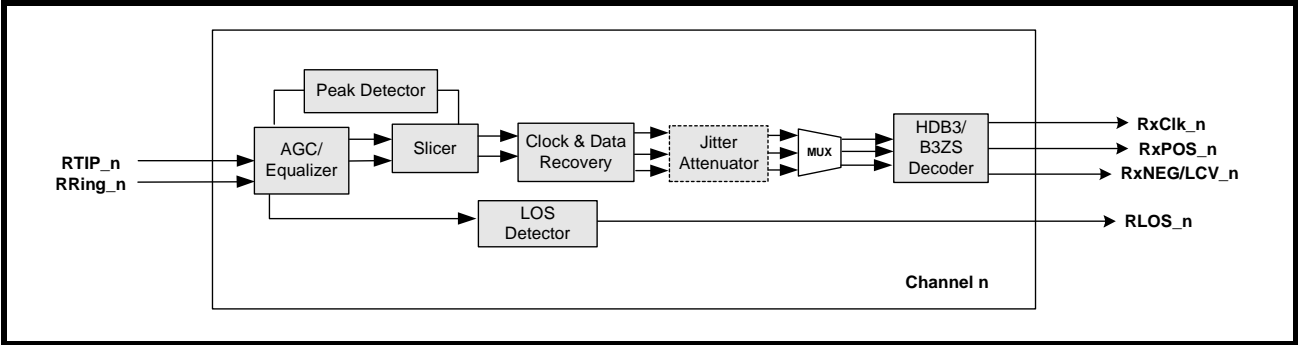 Peak Detector
RTIP_n
RRing_n
AGC/
Equalizer
Slicer
Clock & Data
Recovery
Jitter
Attenuator
MUX
HDB3/
B3ZS
Decoder
RxClk_n
RxPOS_n
RxNEG/LCV_n
LOS
Detector
RLOS_n
Channel n